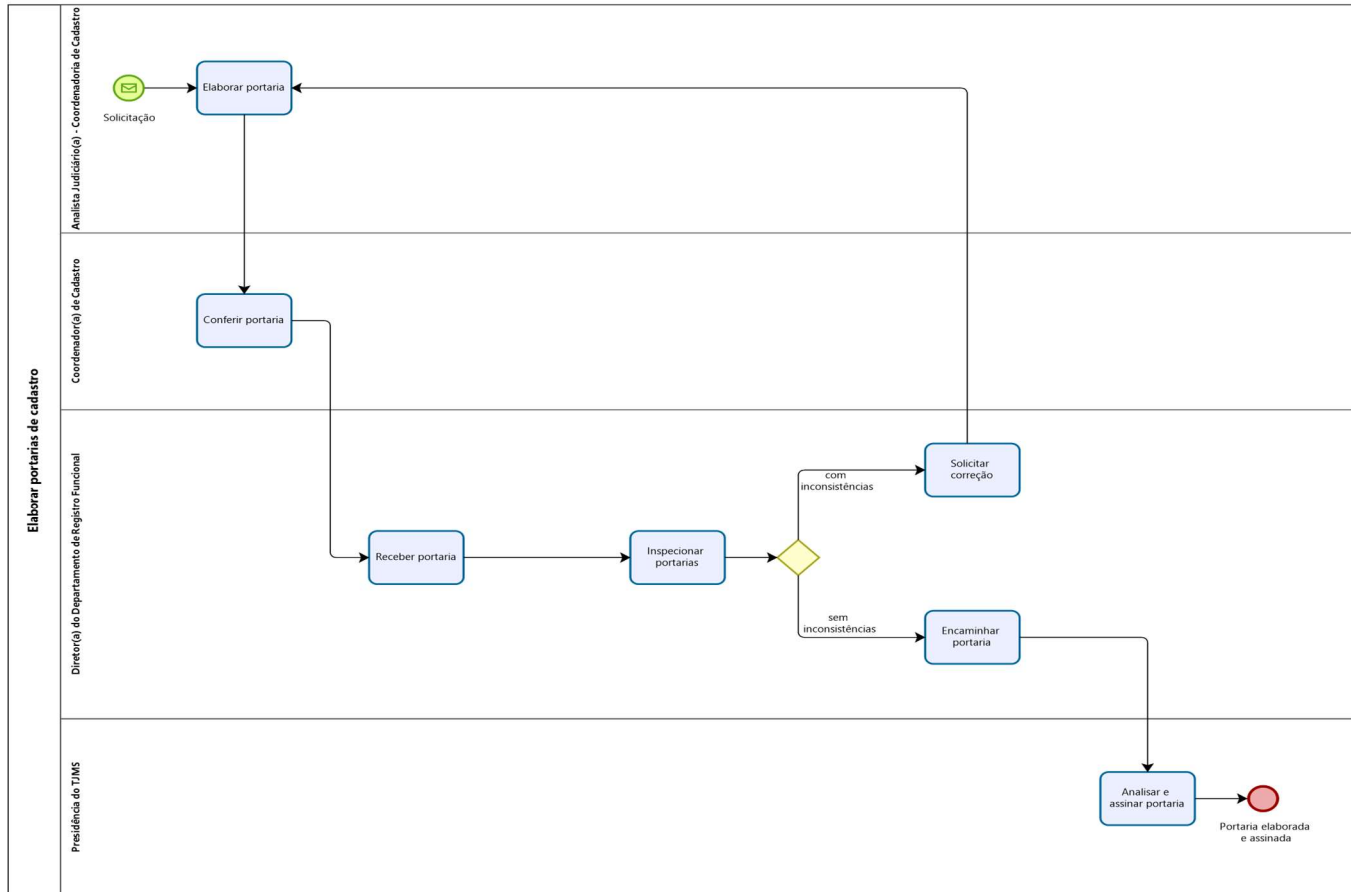 Elaborar portarias de cadastro
Analista Judiciário(a) - Coordenadoria de Cadastro
Solicitação
Elaborar portaria
Coordenador(a) de Cadastro
Conferir portaria
Diretor(a) do Departamento de Registro Funcional
Receber portaria
Inspecionar
portarias
com
inconsistências
Solicitar
correção
sem
inconsistências
Encaminhar
portaria
Presidência do TJMS
Analisar e
assinar portaria
Portaria elaborada
e assinada